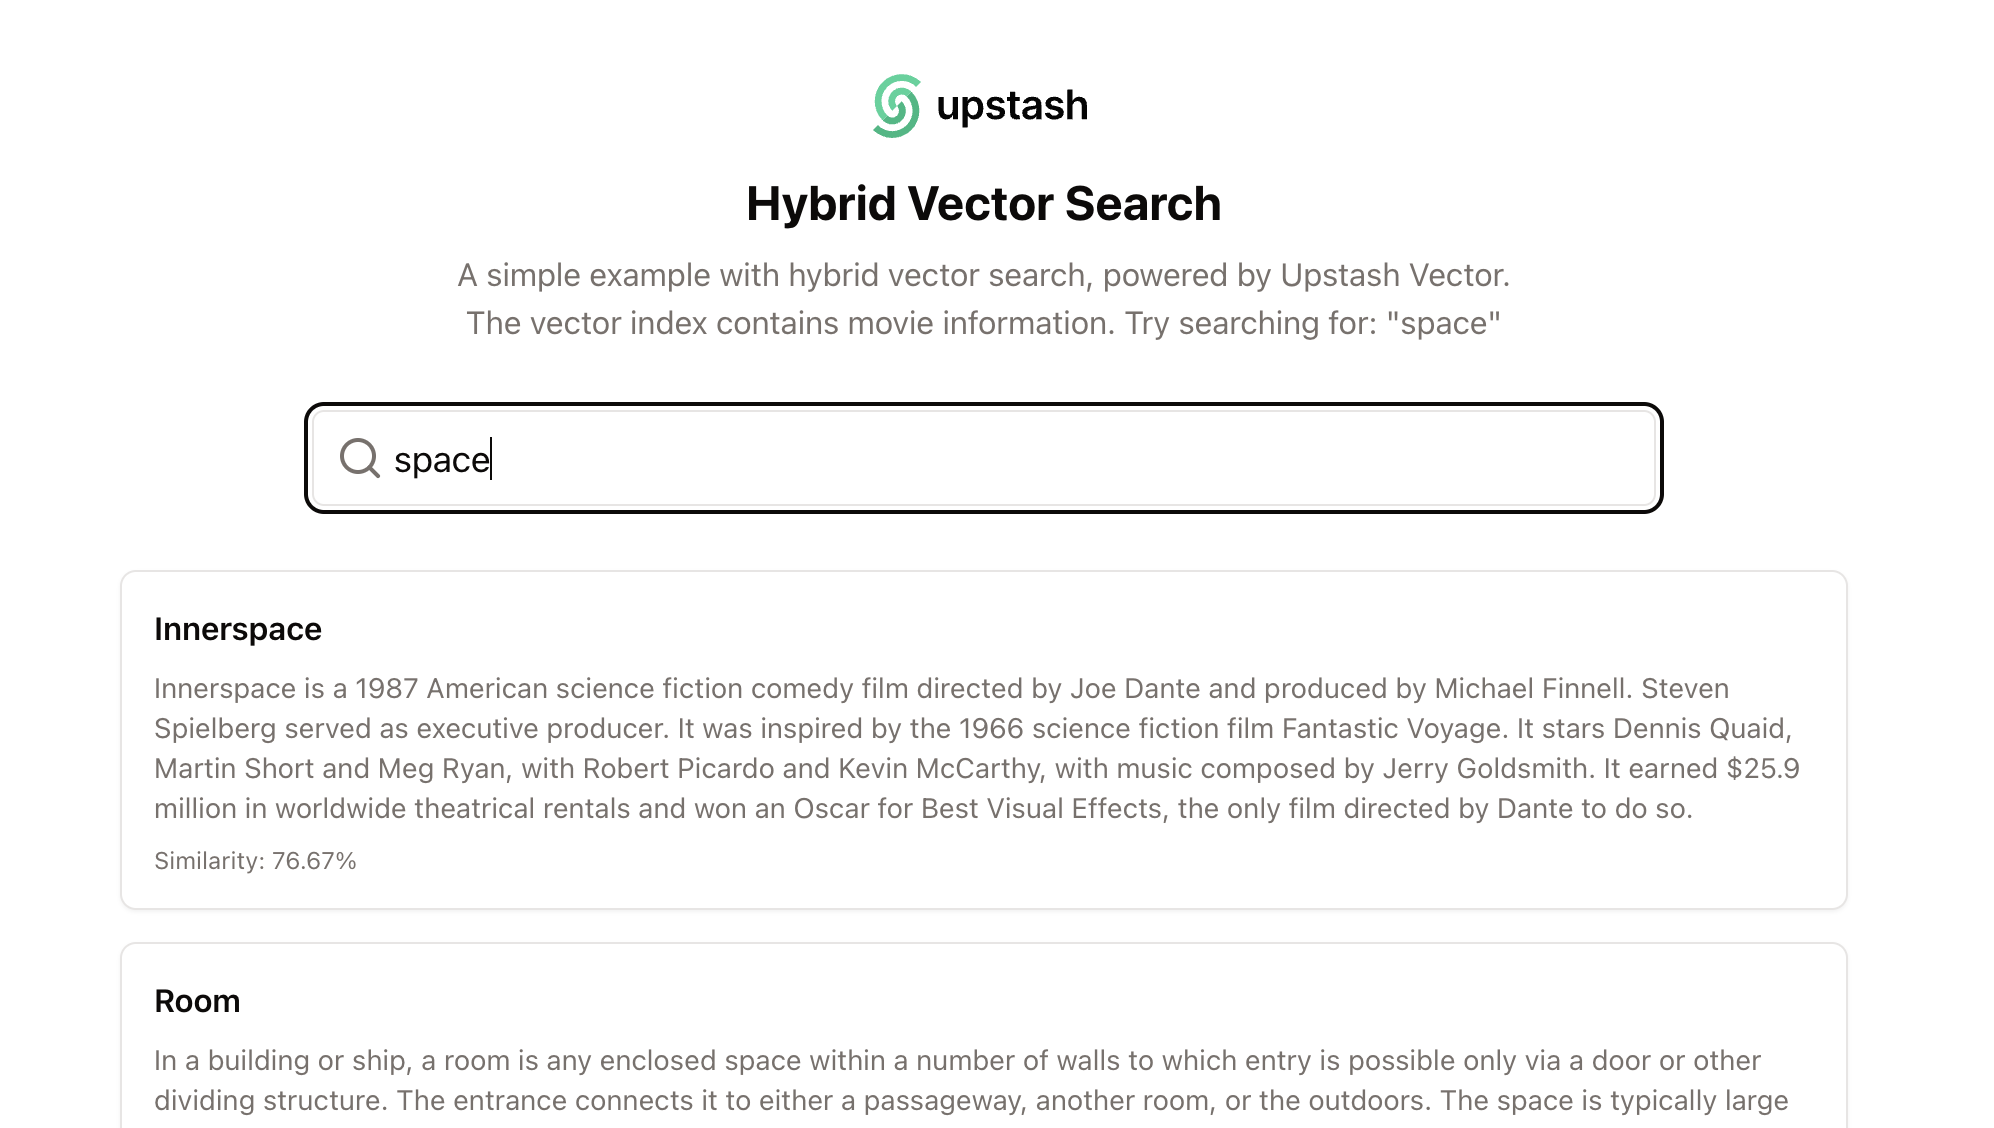 upstash
Hybrid Vector Search
A simple example with hybrid vector search, powered by Upstash Vector.
The vector index contains movie information. Try searching for: "space"
space
Innerspace
Innerspace is a 1987 American science fiction comedy film directed by Joe Dante and produced by Michael Finnell. Steven
Spielberg served as executive producer. It was inspired by the 1966 science fiction film Fantastic Voyage. It stars Dennis Quaid,
Martin Short and Meg Ryan, with Robert Picardo and Kevin McCarthy, with music composed by Jerry Goldsmith. It earned $25.9
million in worldwide theatrical rentals and won an Oscar for Best Visual Effects, the only film directed by Dante to do so.
Similarity: 76.67%
Room
In a building or ship, a room is any enclosed space within a number of walls to which entry is possible only via a door or other
dividing structure. The entrance connects it to either a passageway, another room, or the outdoors. The space is typically large